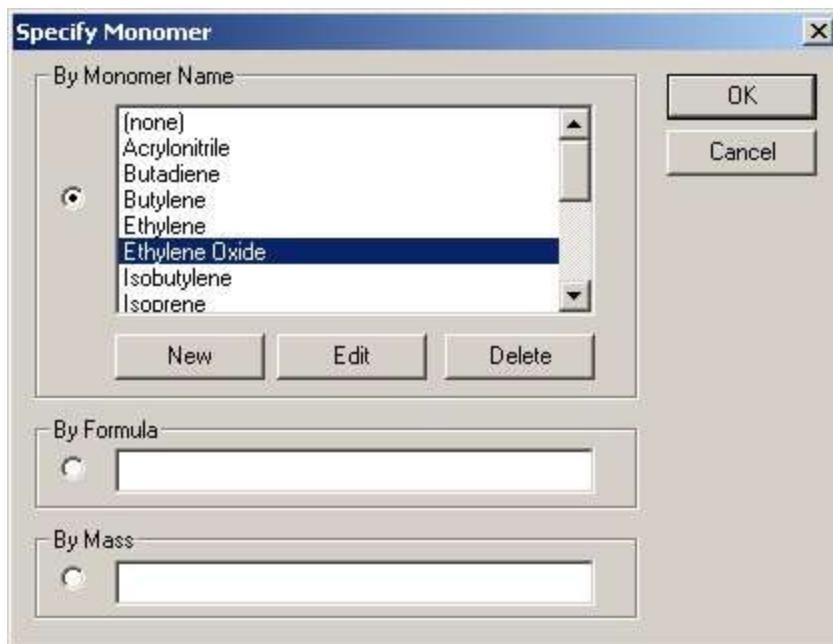 Specify Monomer
By Monomer Name
(none)
Acrylonitrile
Butadiene
Butylene
Ethylene
Ethylene Oxide
Isobutylene
Isoprene
New Edit Delete
OK
Cancel
By Formula
By Mass